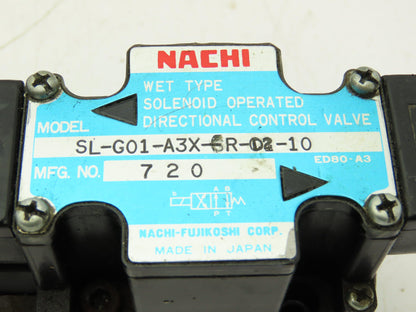 NACHI
WET TYPE
SOLENOID OPERATED
MODEL DIRECTIONAL CONTROL VALVE
SL-G01-A3X-GR-D2-10
ED80-A3
MFG. NO. 720
A B
P T
NACHI-FUJIKOSHI CORP.
MADE IN JAPAN